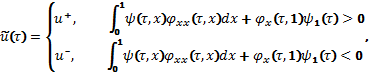 ũ(τ) = { u⁺, ∫₀¹ ψ(τ,x)φₓₓ(τ,x)dx + φₓ(τ,1)ψ₁(τ) > 0
u⁻, ∫₀¹ ψ(τ,x)φₓₓ(τ,x)dx + φₓ(τ,1)ψ₁(τ) < 0 ,